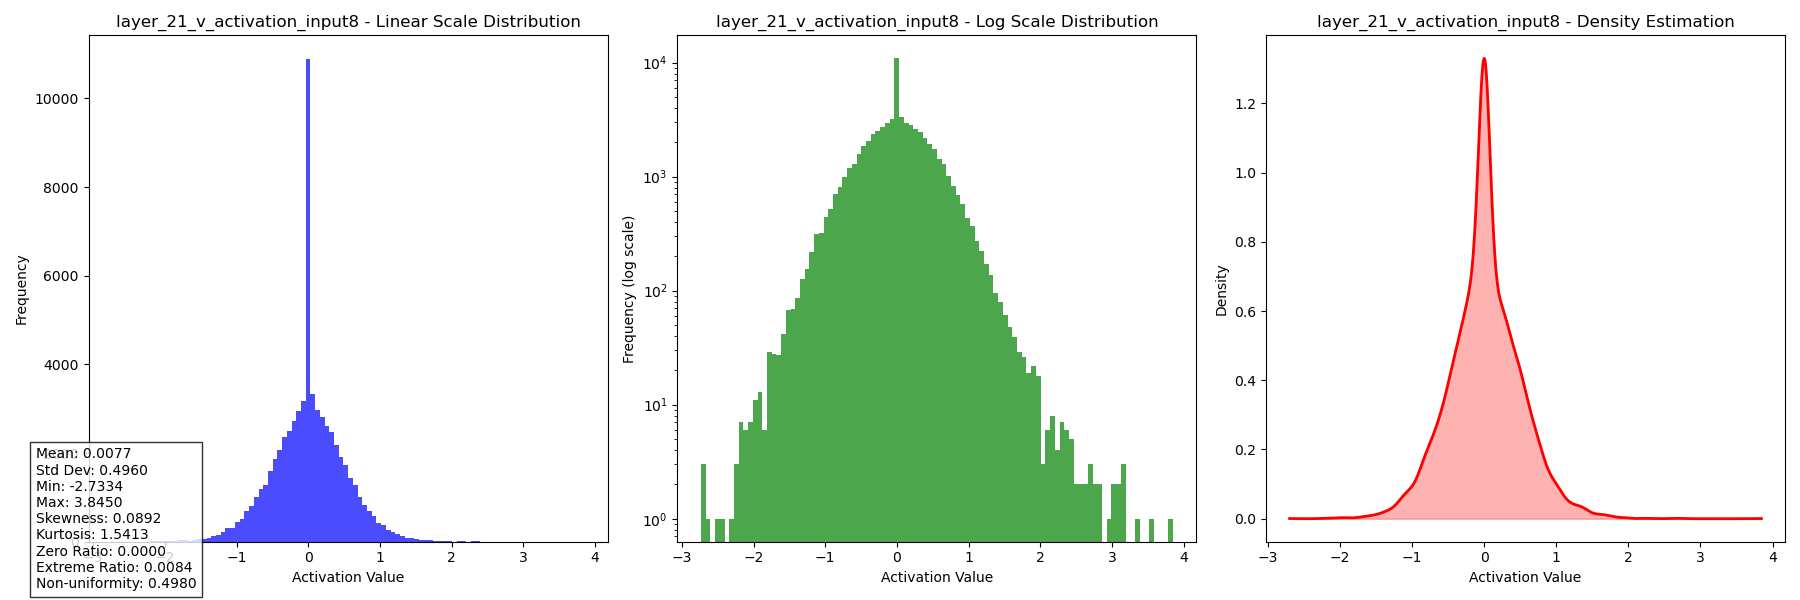 layer_21_v_activation_input8 - Linear Scale Distribution
10000
8000
6000
4000
Frequency
−1
0
1
2
3
4
Activation Value
Mean: 0.0077
Std Dev: 0.4960
Min: -2.7334
Max: 3.8450
Skewness: 0.0892
Kurtosis: 1.5413
Zero Ratio: 0.0000
Extreme Ratio: 0.0084
Non-uniformity: 0.4980
layer_21_v_activation_input8 - Log Scale Distribution
10^4
10^3
10^2
10^1
10^0
Frequency (log scale)
−3
−2
−1
0
1
2
3
4
Activation Value
layer_21_v_activation_input8 - Density Estimation
1.2
1.0
0.8
0.6
0.4
0.2
0.0
Density
−3
−2
−1
0
1
2
3
4
Activation Value